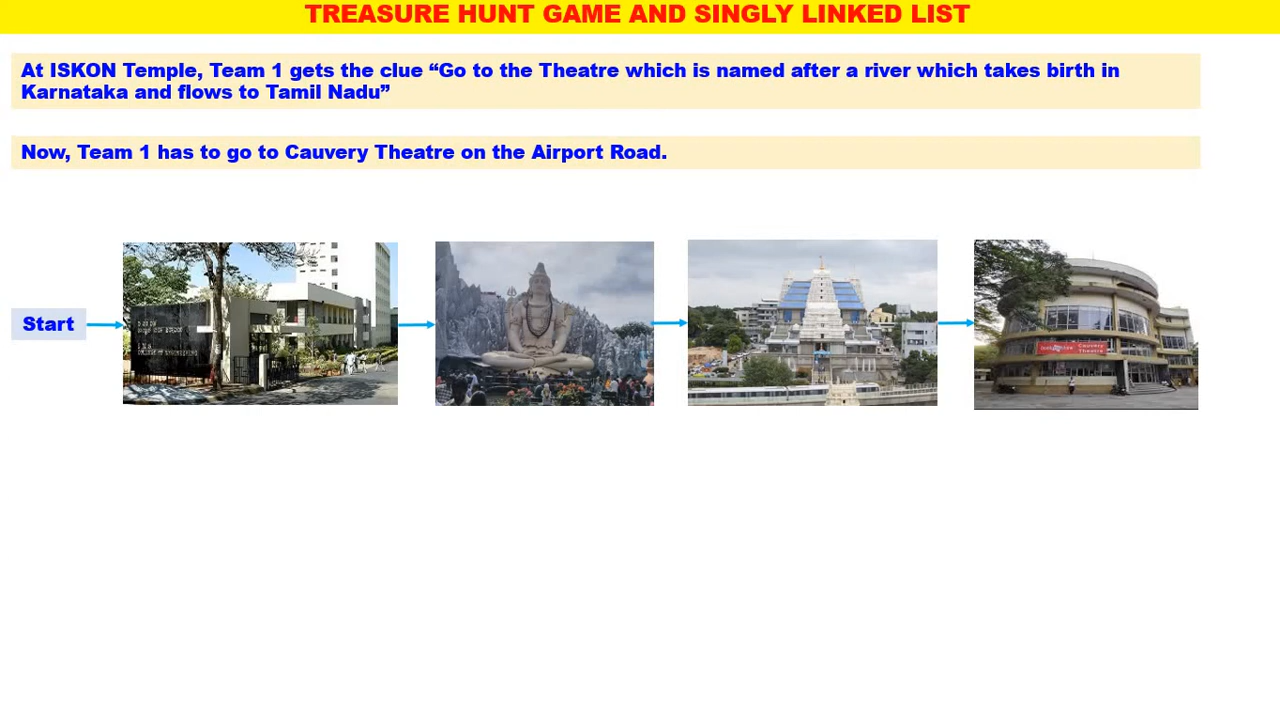 TREASURE HUNT GAME AND SINGLY LINKED LIST
At ISKON Temple, Team 1 gets the clue “Go to the Theatre which is named after a river which takes birth in
Karnataka and flows to Tamil Nadu”
Now, Team 1 has to go to Cauvery Theatre on the Airport Road.
Start
Cauvery
Theatre